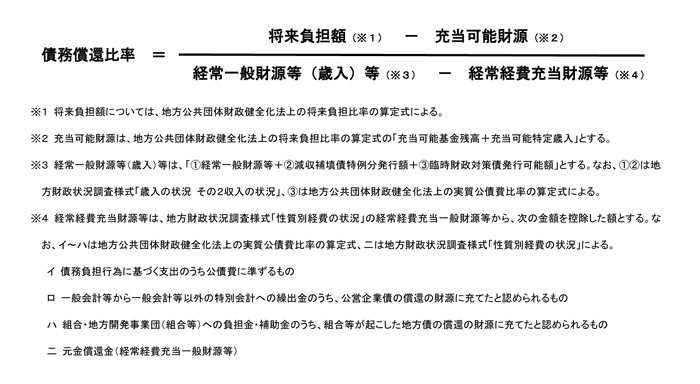 将来負担額（※１） － 充当可能財源（※２）
債務償還比率 ＝
経常一般財源等（歳入）等（※３） － 経常経費充当財源等（※４）
※１ 将来負担額については、地方公共団体財政健全化法上の将来負担比率の算定式による。
※２ 充当可能財源は、地方公共団体財政健全化法上の将来負担比率の算定式の「充当可能基金残高＋充当可能特定歳入」とする。
※３ 経常一般財源等（歳入）等は、「①経常一般財源等＋②減収補填債特例分発行額＋③臨時財政対策債発行可能額」とする。なお、①②は地
方財政状況調査様式「歳入の状況 その２収入の状況」、③は地方公共団体財政健全化法上の実質公債費比率の算定式による。
※４ 経常経費充当財源等は、地方財政状況調査様式「性質別経費の状況」の経常経費充当一般財源等から、次の金額を控除した額とする。な
お、イ～ハは地方公共団体財政健全化法上の実質公債費比率の算定式、ニは地方財政状況調査様式「性質別経費の状況」による。
イ 債務負担行為に基づく支出のうち公債費に準ずるもの
ロ 一般会計等から一般会計等以外の特別会計への繰出金のうち、公営企業債の償還の財源に充てたと認められるもの
ハ 組合・地方開発事業団（組合等）への負担金・補助金のうち、組合等が起こした地方債の償還の財源に充てたと認められるもの
ニ 元金償還金（経常経費充当一般財源等）